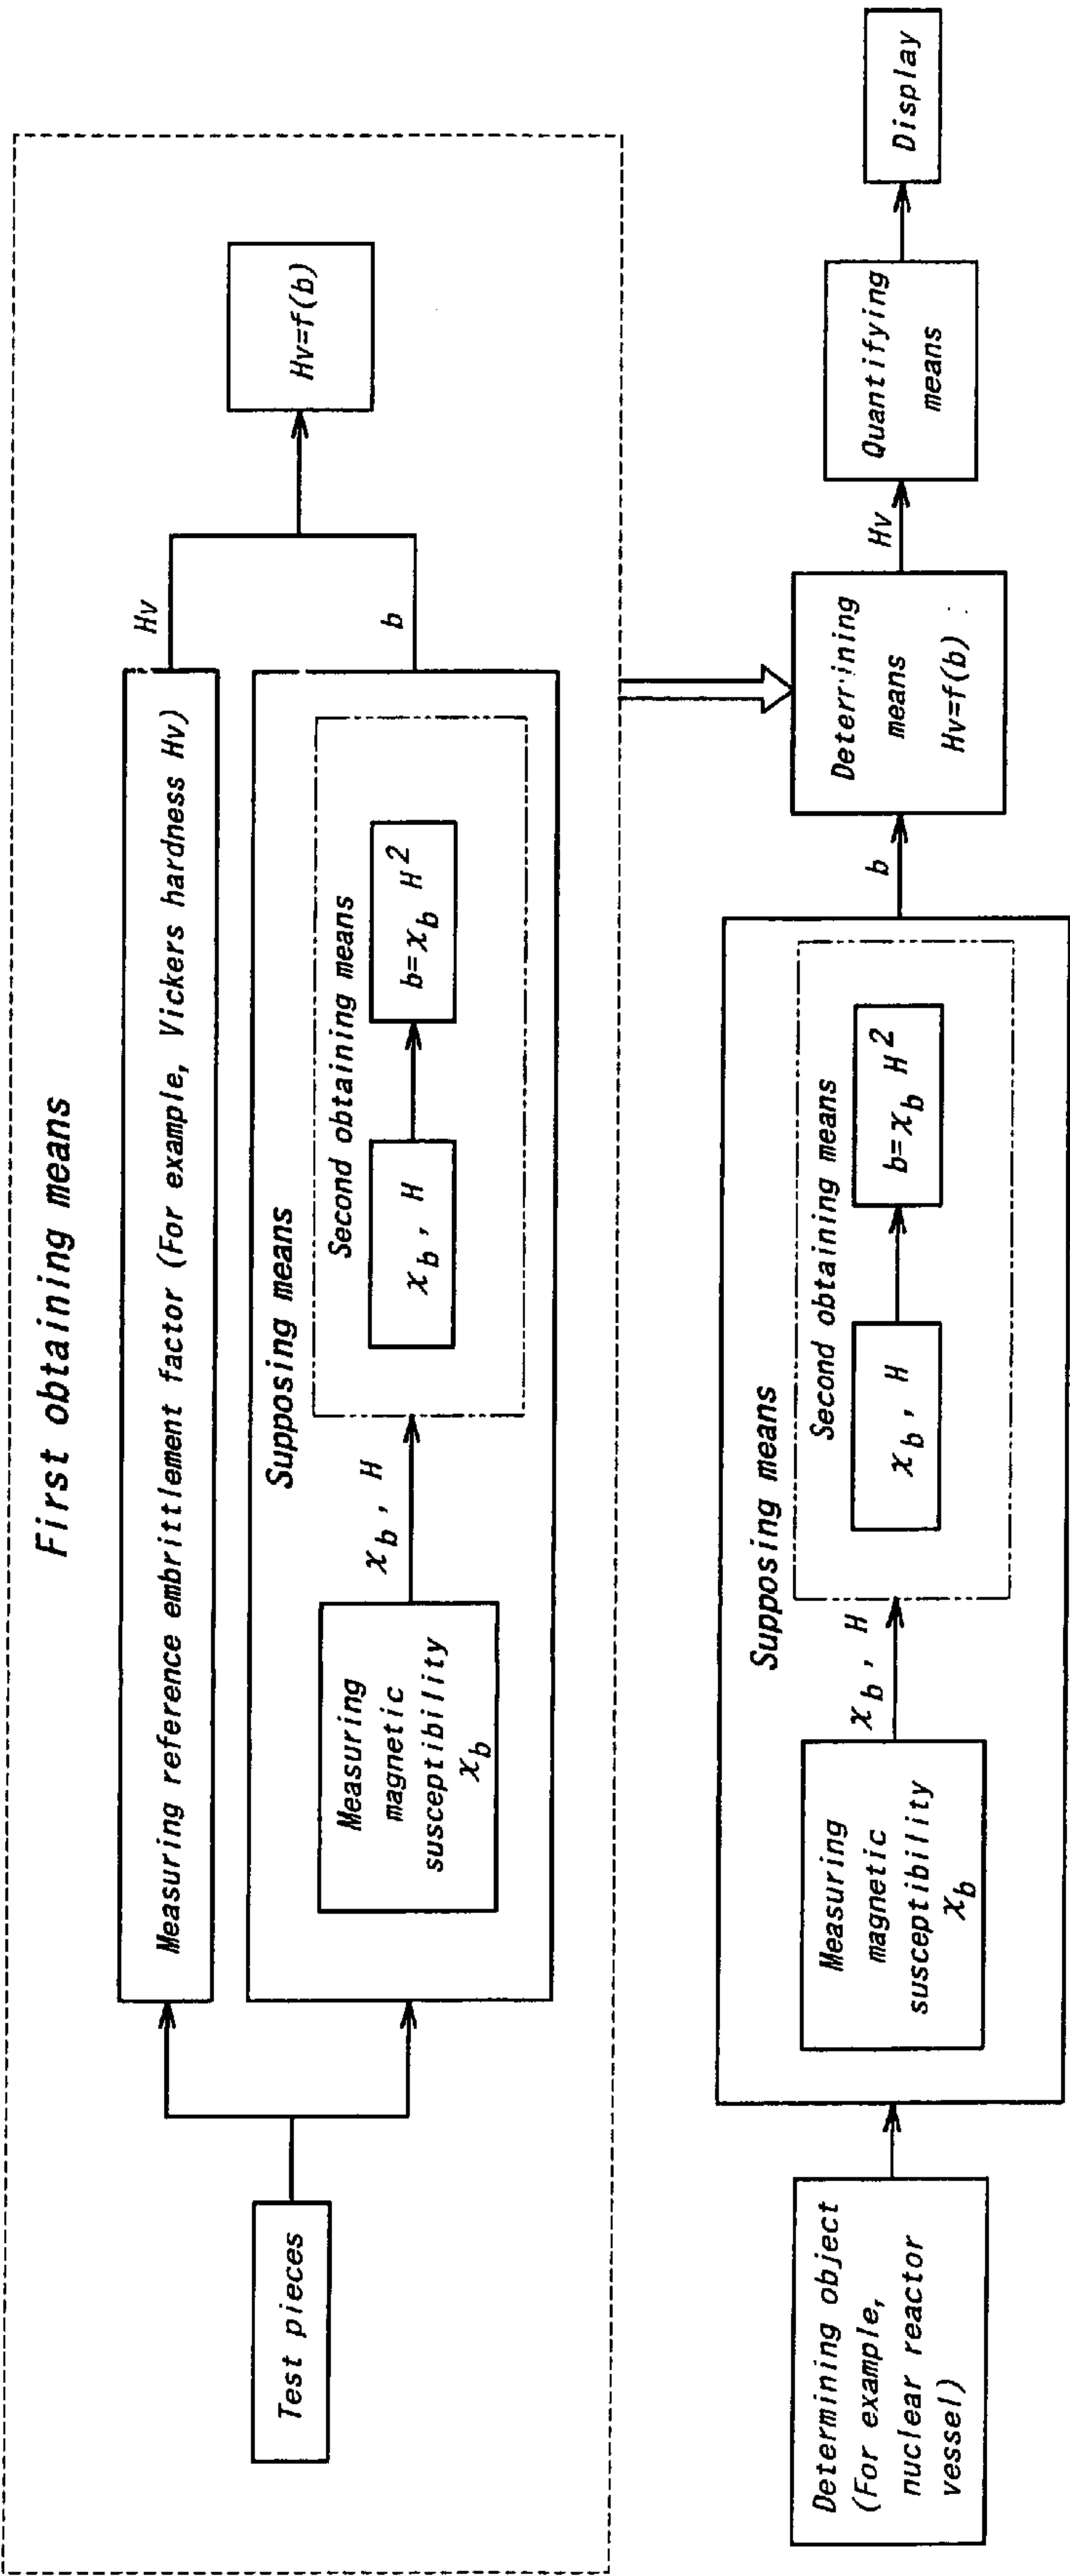 First obtaining means
Test pieces
Measuring reference embrittlement factor (For example, Vickers hardness Hv)
Hv
Supposing means
Measuring
magnetic
susceptibility
χb
χb, H
Second obtaining means
χb, H
b=χb H²
b
Hv=f(b)
Determining object
(For example,
nuclear reactor
vessel)
Supposing means
Measuring
magnetic
susceptibility
χb
χb, H
Second obtaining means
χb, H
b=χb H²
b
Deterrining
means
Hv=f(b)
Hv
Quantifying
means
Display